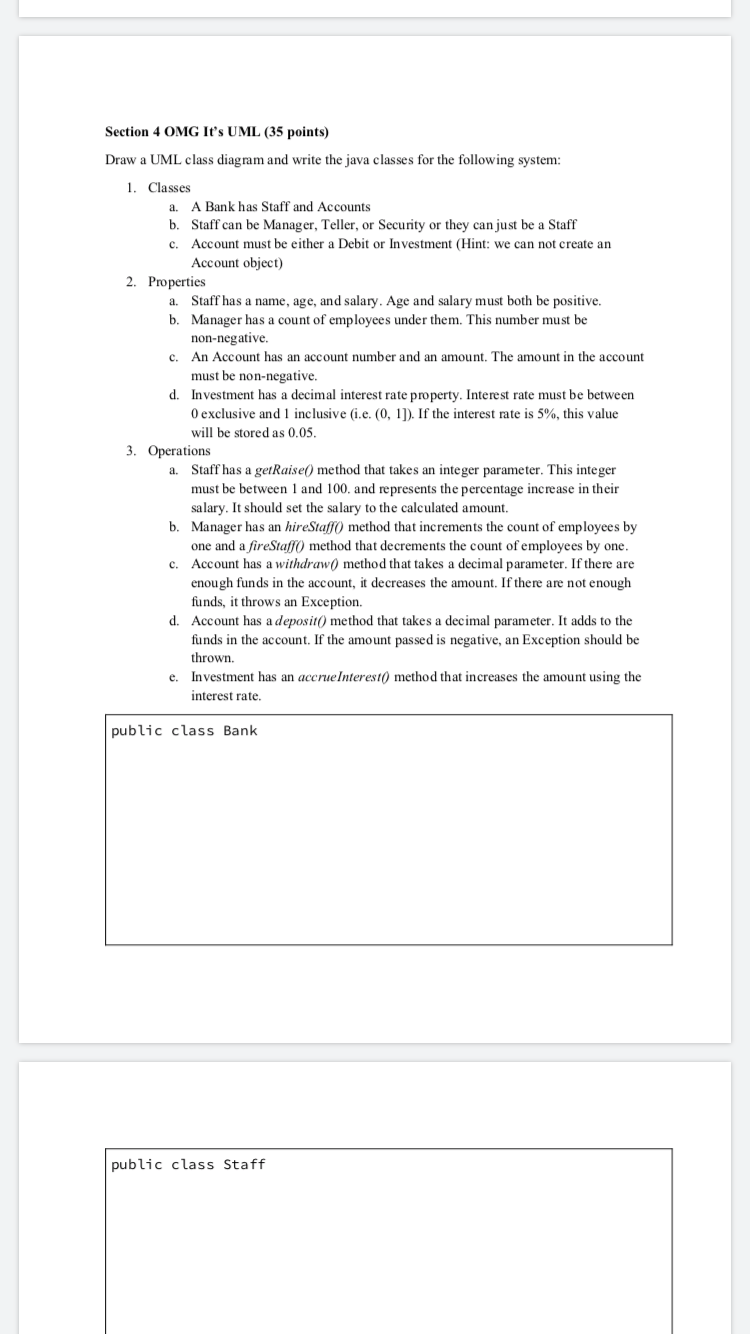 Section 4 OMG It's UML (35 points)
Draw a UML class diagram and write the java classes for the following system:
1. Classes
a. A Bank has Staff and Accounts
b. Staff can be Manager, Teller, or Security or they can just be a Staff
c. Account must be either a Debit or Investment (Hint: we can not create an
Account object)
2. Properties
a. Staff has a name, age, and salary. Age and salary must both be positive.
b. Manager has a count of employees under them. This number must be
non-negative.
c. An Account has an account number and an amount. The amount in the account
must be non-negative.
d. Investment has a decimal interest rate property. Interest rate must be between
0 exclusive and 1 inclusive (i.e. (0, 1]). If the interest rate is 5%, this value
will be stored as 0.05.
3. Operations
a. Staff has a getRaise() method that takes an integer parameter. This integer
must be between 1 and 100. and represents the percentage increase in their
salary. It should set the salary to the calculated amount.
b. Manager has an hireStaff() method that increments the count of employees by
one and a fireStaff() method that decrements the count of employees by one.
c. Account has a withdraw() method that takes a decimal parameter. If there are
enough funds in the account, it decreases the amount. If there are not enough
funds, it throws an Exception.
d. Account has a deposit() method that takes a decimal parameter. It adds to the
funds in the account. If the amount passed is negative, an Exception should be
thrown.
e. Investment has an accrueInterest() method that increases the amount using the
interest rate.
public class Bank
public class Staff